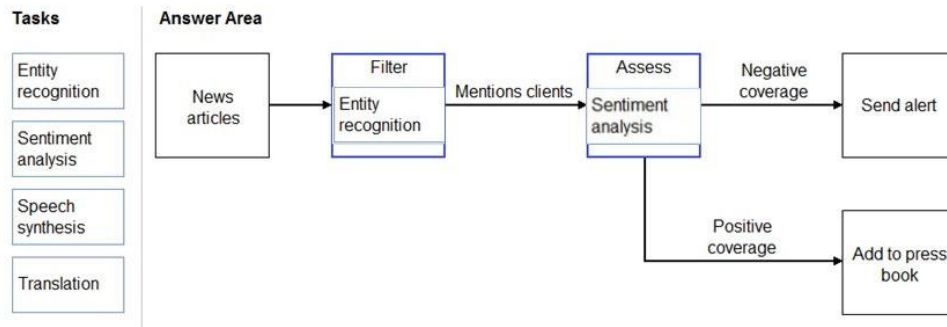 Tasks
Answer Area
Entity
recognition
Sentiment
analysis
Speech
synthesis
Translation
News
articles
Filter
Entity
recognition
Mentions clients
Assess
Sentiment
analysis
Negative
coverage
Send alert
Positive
coverage
Add to press
book